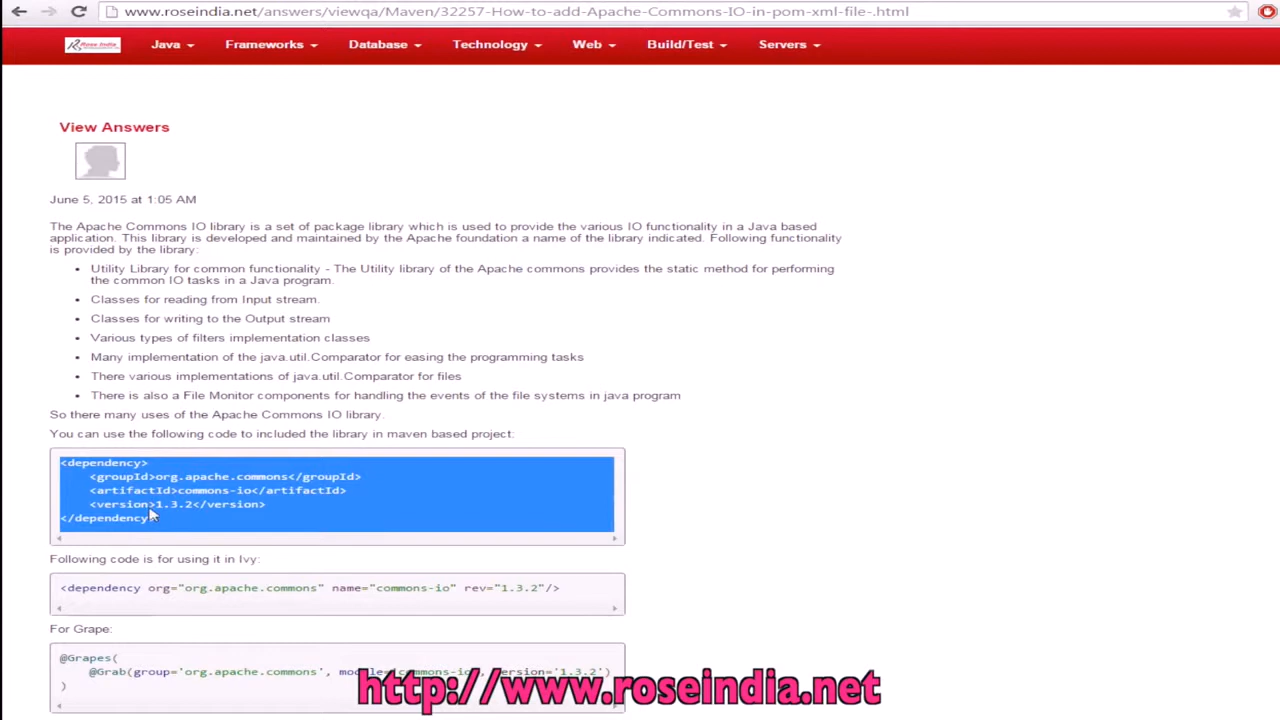 www.roseindia.net/answers/viewqa/Maven/32257-How-to-add-Apache-Commons-IO-in-pom-xml-file-.html
Rose India Java Frameworks Database Technology Web Build/Test Servers
View Answers
June 5, 2015 at 1:05 AM
The Apache Commons IO library is a set of package library which is used to provide the various IO functionality in a Java based
application. This library is developed and maintained by the Apache foundation a name of the library indicated. Following functionality
is provided by the library:
• Utility Library for common functionality - The Utility library of the Apache commons provides the static method for performing
the common IO tasks in a Java program.
• Classes for reading from Input stream.
• Classes for writing to the Output stream
• Various types of filters implementation classes
• Many implementation of the java.util.Comparator for easing the programming tasks
• There various implementations of java.util.Comparator for files
• There is also a File Monitor components for handling the events of the file systems in java program
So there many uses of the Apache Commons IO library.
You can use the following code to included the library in maven based project:
<dependency>
<groupId>org.apache.commons</groupId>
<artifactId>commons-io</artifactId>
<version>1.3.2</version>
</dependency>
Following code is for using it in Ivy:
<dependency org="org.apache.commons" name="commons-io" rev="1.3.2"/>
For Grape:
@Grapes(
@Grab(group='org.apache.commons', module='commons-io', version='1.3.2')
)
http://www.roseindia.net